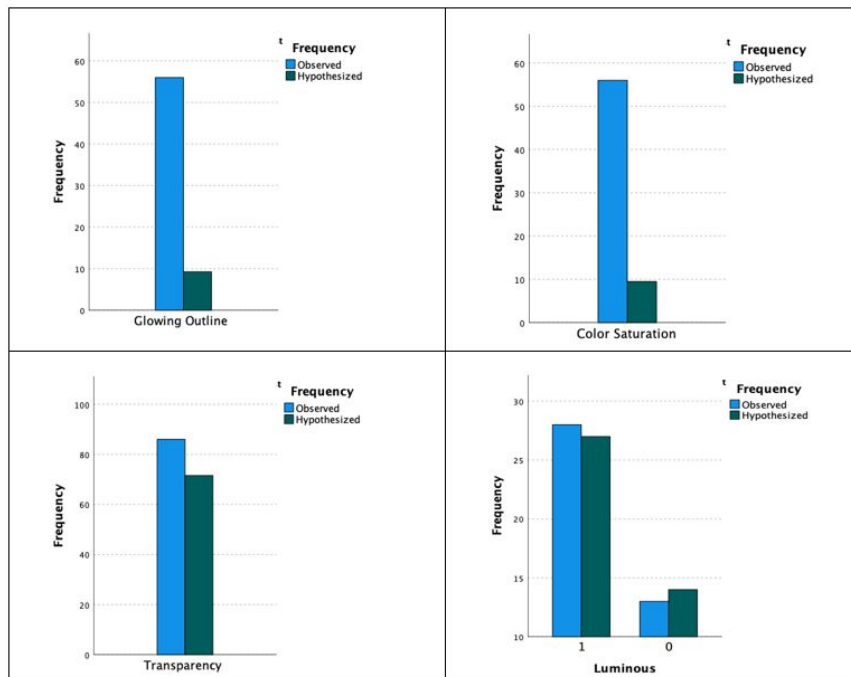 t Frequency
Observed
Hypothesized
60
50
40
30
20
10
0
Frequency
Glowing Outline
t Frequency
Observed
Hypothesized
60
50
40
30
20
10
0
Frequency
Color Saturation
t Frequency
Observed
Hypothesized
100
80
60
40
20
0
Frequency
Transparency
t Frequency
Observed
Hypothesized
30
25
20
15
10
Frequency
1 0
Luminous